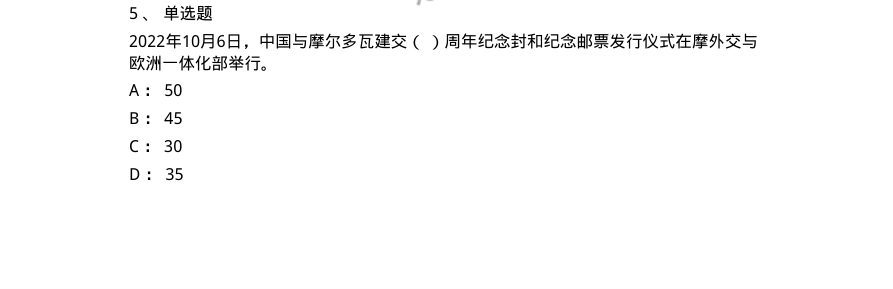 5 、 单选题
2022年10月6日，中国与摩尔多瓦建交（ ）周年纪念封和纪念邮票发行仪式在摩外交与
欧洲一体化部举行。
A： 50
B： 45
C： 30
D： 35